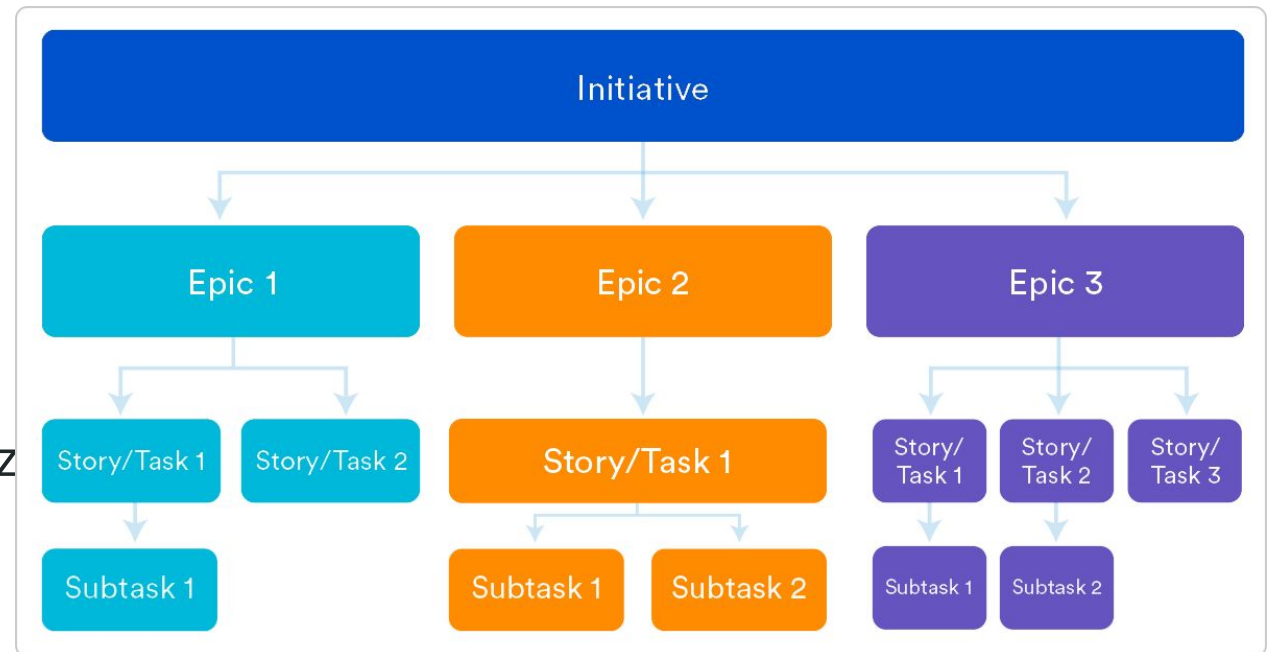 Initiative
Epic 1
Epic 2
Epic 3
Story/Task 1
Story/Task 2
Story/Task 1
Story/
Task 1
Story/
Task 2
Story/
Task 3
Subtask 1
Subtask 1
Subtask 2
Subtask 1
Subtask 2